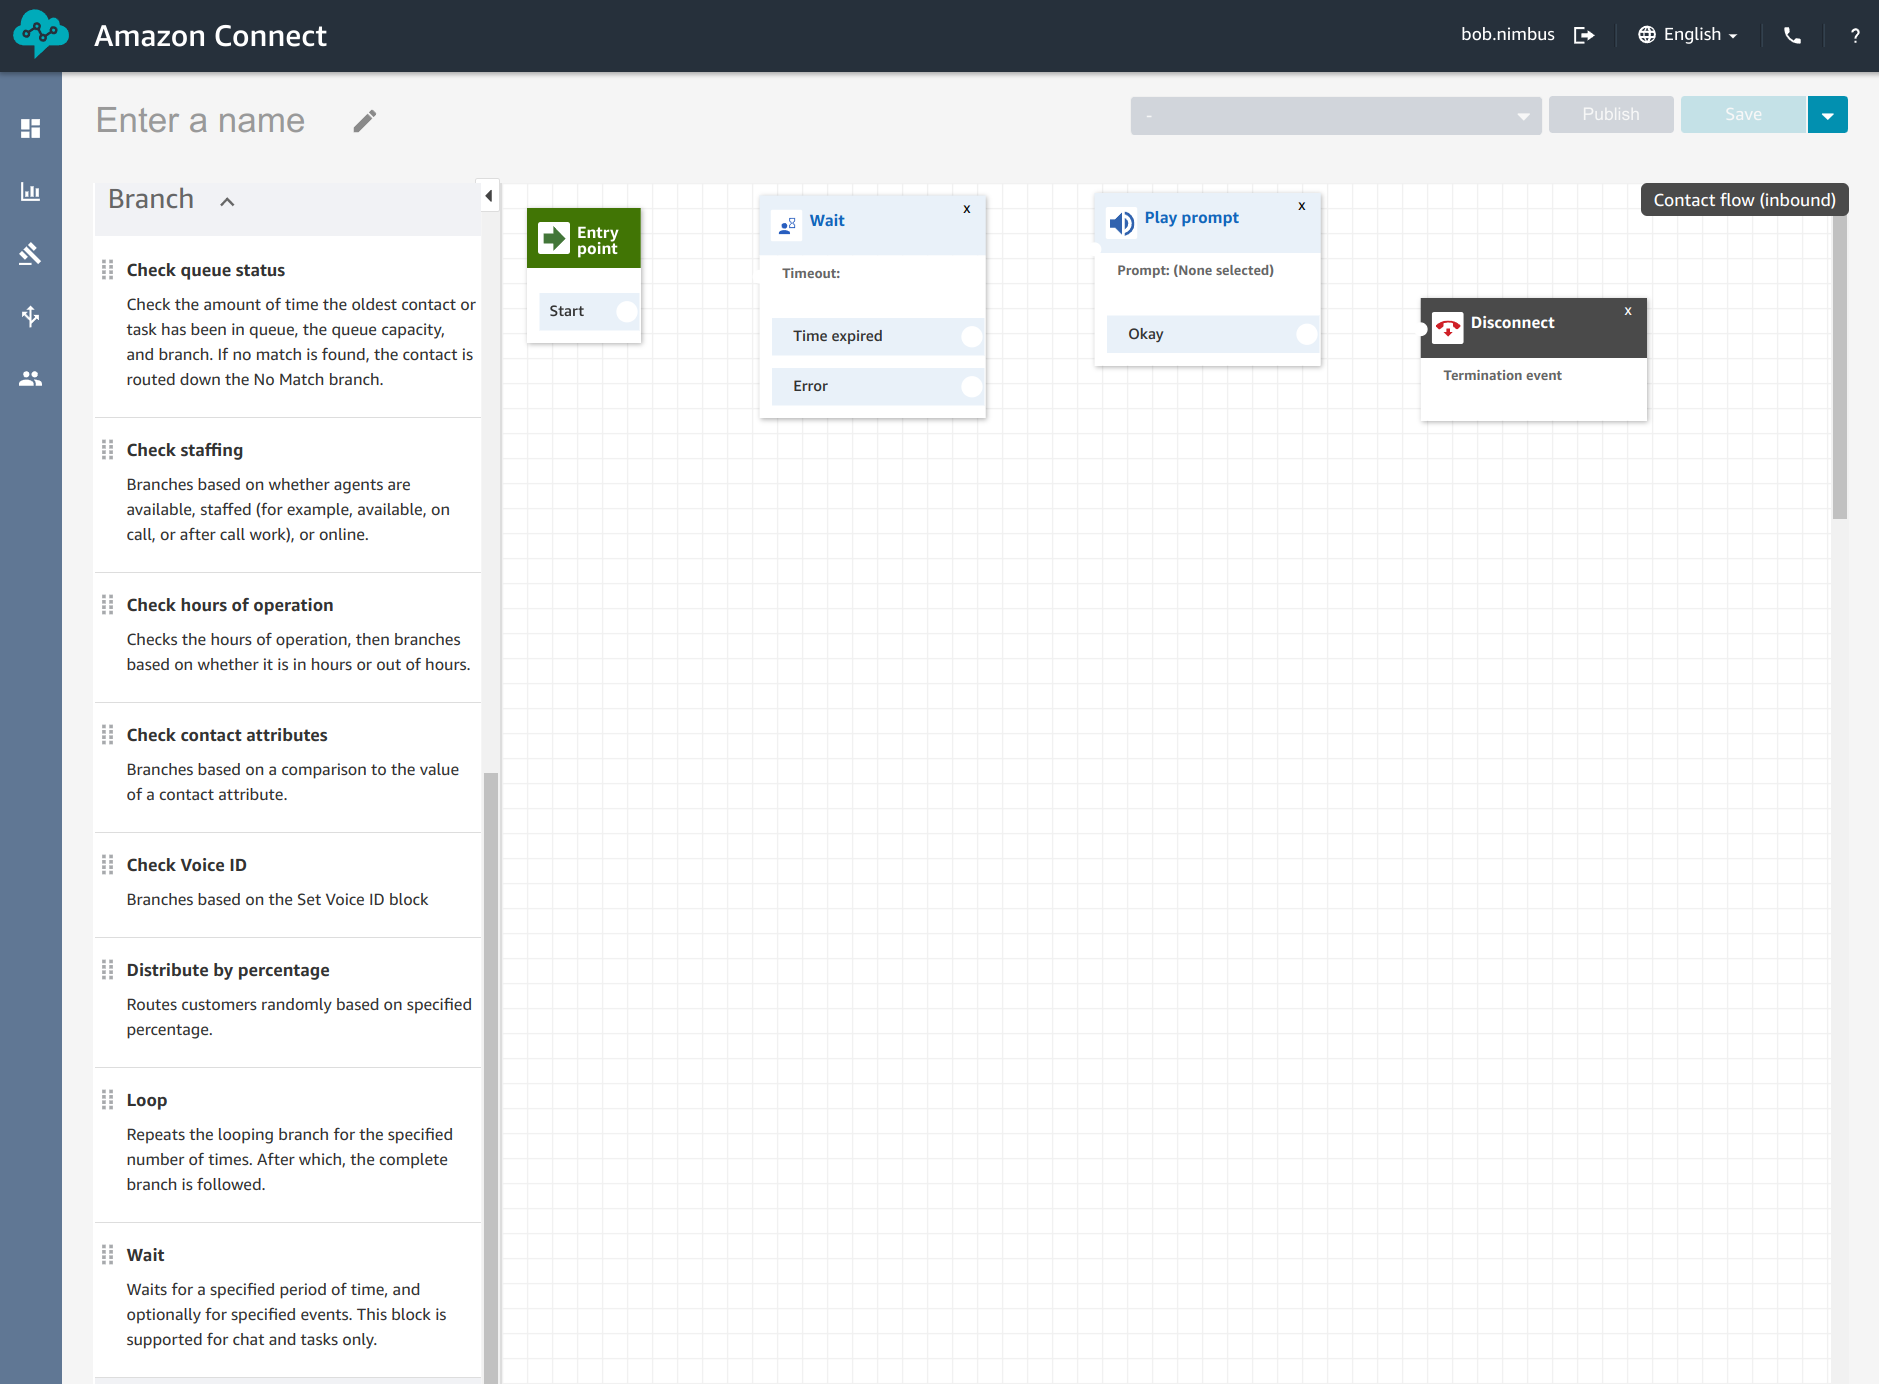 Amazon Connect
bob.nimbus
English
?
Enter a name
-
Publish
Save
Branch
Check queue status
Check the amount of time the oldest contact or
task has been in queue, the queue capacity,
and branch. If no match is found, the contact is
routed down the No Match branch.
Check staffing
Branches based on whether agents are
available, staffed (for example, available, on
call, or after call work), or online.
Check hours of operation
Checks the hours of operation, then branches
based on whether it is in hours or out of hours.
Check contact attributes
Branches based on a comparison to the value
of a contact attribute.
Check Voice ID
Branches based on the Set Voice ID block
Distribute by percentage
Routes customers randomly based on specified
percentage.
Loop
Repeats the looping branch for the specified
number of times. After which, the complete
branch is followed.
Wait
Waits for a specified period of time, and
optionally for specified events. This block is
supported for chat and tasks only.
Entry
point
Start
Wait
x
Timeout:
Time expired
Error
Play prompt
x
Prompt: (None selected)
Okay
Disconnect
x
Termination event
Contact flow (inbound)